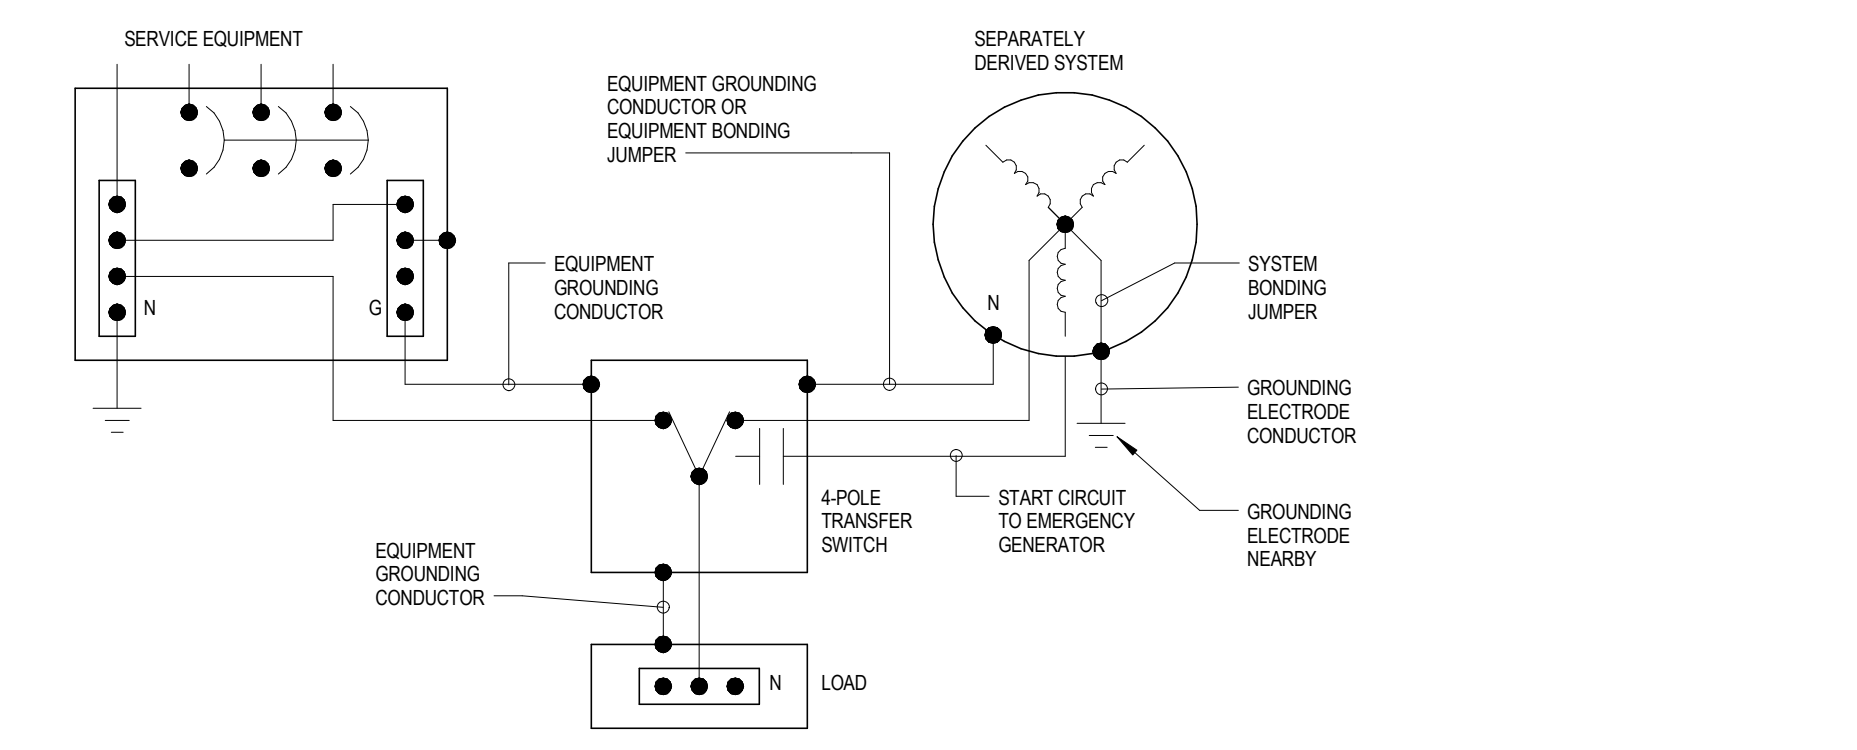 SERVICE EQUIPMENT
SEPARATELY
DERIVED SYSTEM
EQUIPMENT GROUNDING
CONDUCTOR OR
EQUIPMENT BONDING
JUMPER
EQUIPMENT
GROUNDING
CONDUCTOR
N
G
N
SYSTEM
BONDING
JUMPER
GROUNDING
ELECTRODE
CONDUCTOR
4-POLE
TRANSFER
SWITCH
START CIRCUIT
TO EMERGENCY
GENERATOR
GROUNDING
ELECTRODE
NEARBY
EQUIPMENT
GROUNDING
CONDUCTOR
N
LOAD